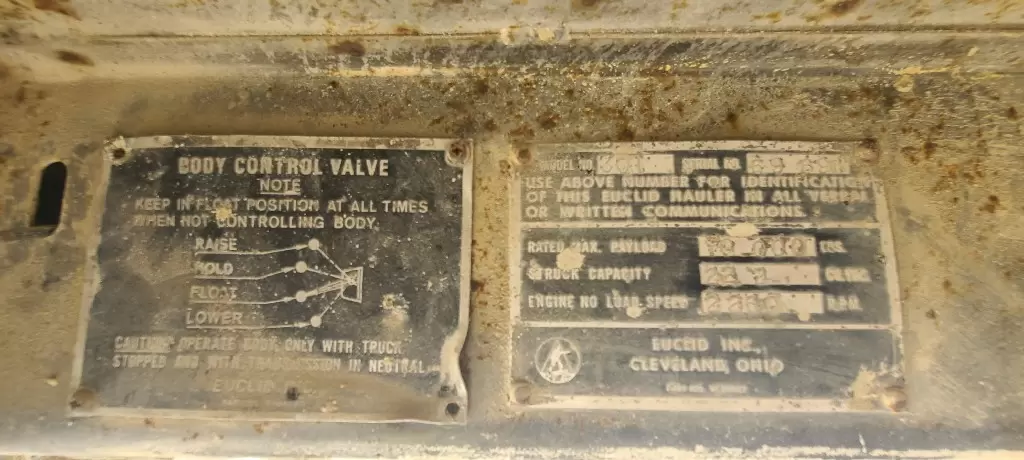 BODY CONTROL VALVE
NOTE
KEEP IN FLOAT POSITION AT ALL TIMES
WHEN NOT CONTROLLING BODY.
RAISE
HOLD
FLOAT
LOWER
CAUTION: OPERATE BODY ONLY WITH TRUCK
STOPPED AND WITH TRANSMISSION IN NEUTRAL
EUCLID
MODEL NO. SERIAL NO.
USE ABOVE NUMBER FOR IDENTIFICATION
OF THIS EUCLID HAULER IN ALL VERBAL
OR WRITTEN COMMUNICATIONS.
RATED MAX. PAYLOAD LBS.
STRUCK CAPACITY CU.YDS.
ENGINE NO LOAD SPEED R.P.M.
EUCLID INC.,
CLEVELAND, OHIO